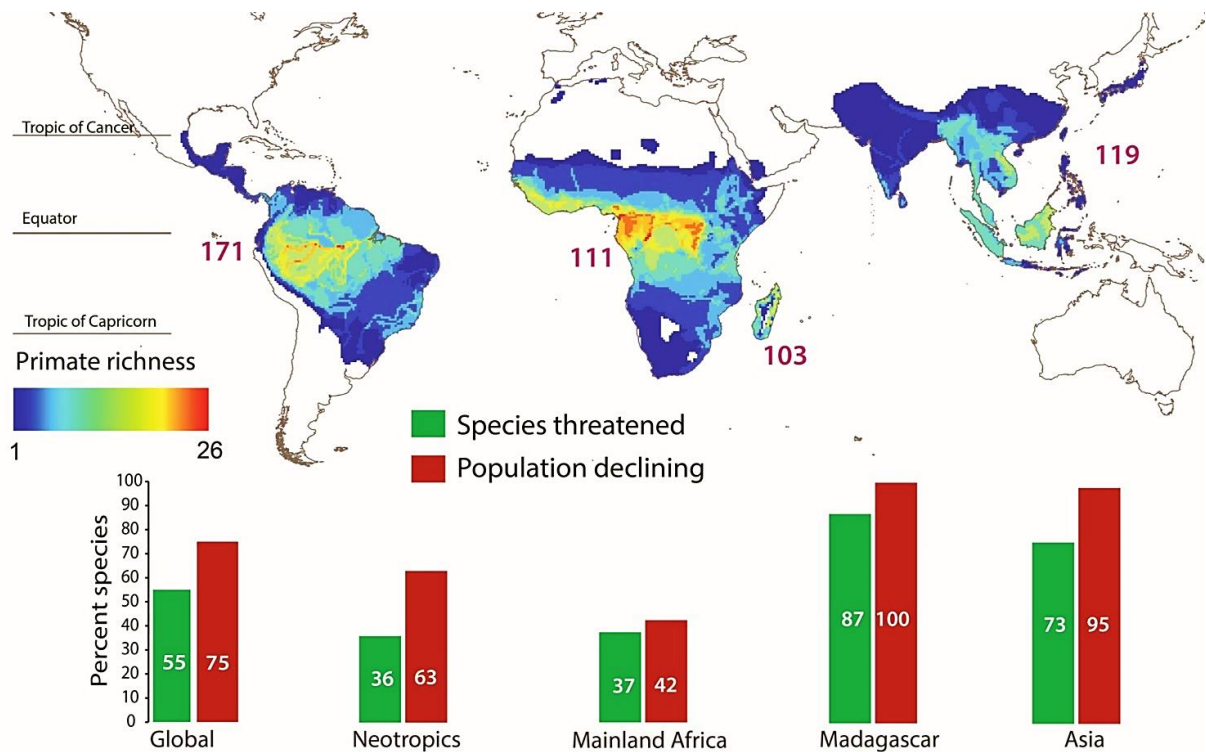 Tropic of Cancer
119
Equator
171
111
Tropic of Capricorn
103
Primate richness
1 26
Species threatened
Population declining
Percent species
100
90
80
70
60
50
40
30
20
10
0
55 75
36 63
37 42
87 100
73 95
Global Neotropics Mainland Africa Madagascar Asia